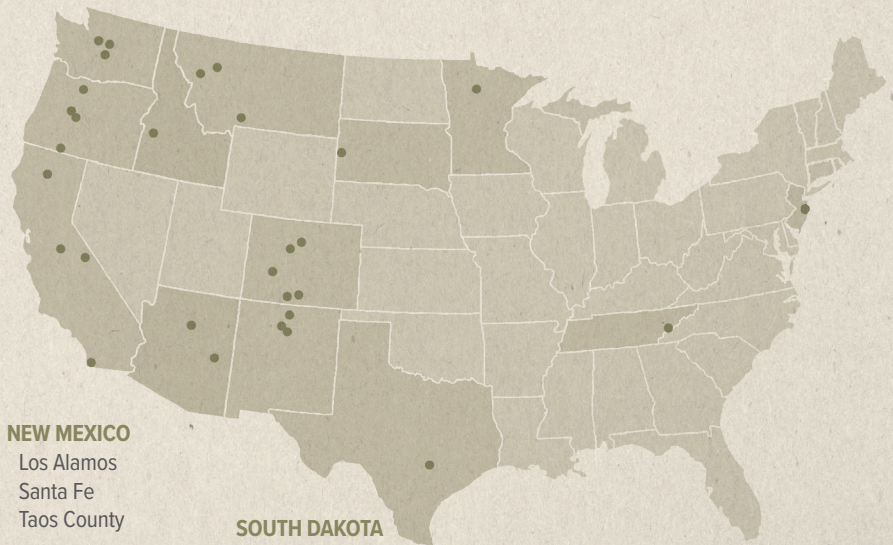 NEW MEXICO
Los Alamos
Santa Fe
Taos County
SOUTH DAKOTA